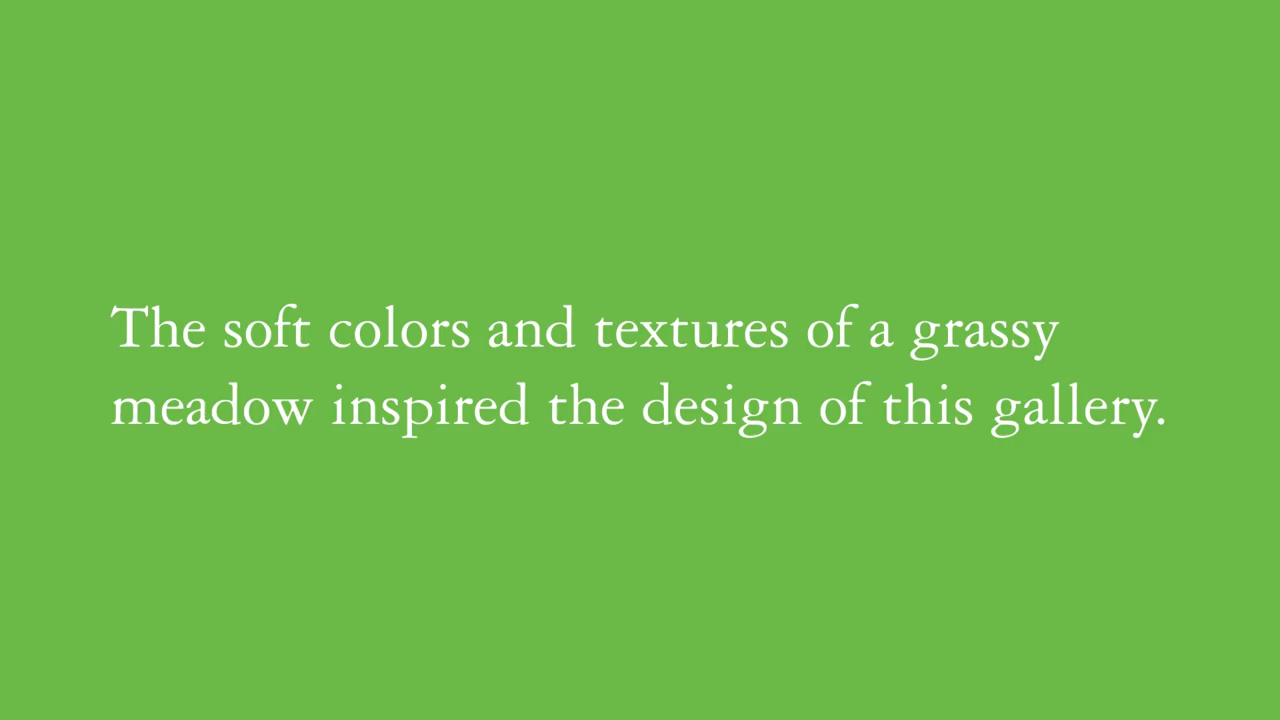 The soft colors and textures of a grassy
meadow inspired the design of this gallery.